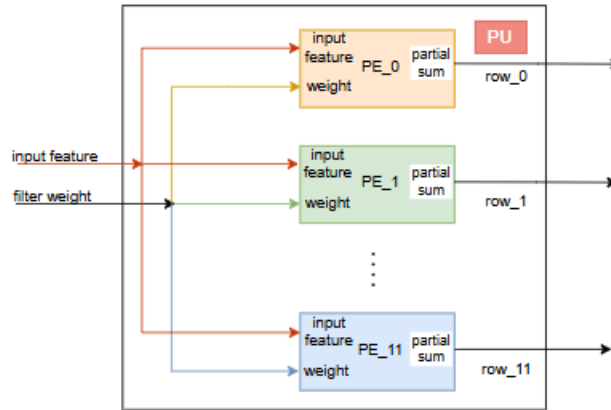 PU
input
feature
weight
PE_0
partial
sum
row_0
input feature
filter weight
input
feature
weight
PE_1
partial
sum
row_1
input
feature
weight
PE_11
partial
sum
row_11